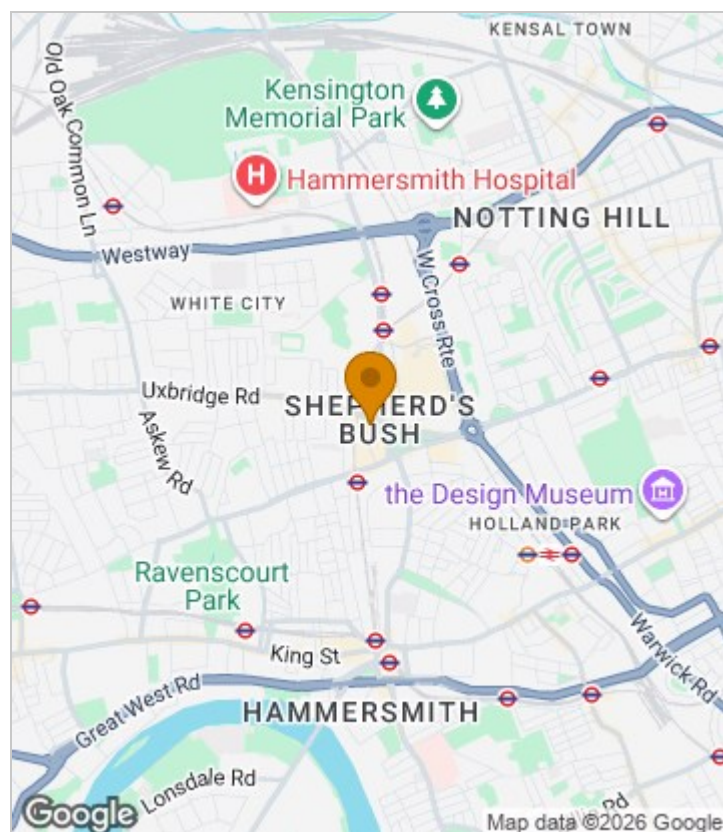 KENSAL TOWN
Old Oak Common Ln
Kensington
Memorial Park
Hammersmith Hospital
NOTTING HILL
Westway
W Cross Rte
WHITE CITY
Uxbridge Rd
SHEPHERD'S
BUSH
Askew Rd
the Design Museum
HOLLAND PARK
Ravenscourt
Park
King St
Warwick Rd
Great West Rd
HAMMERSMITH
Lonsdale Rd
Rd
Google
Map data ©2026 Google